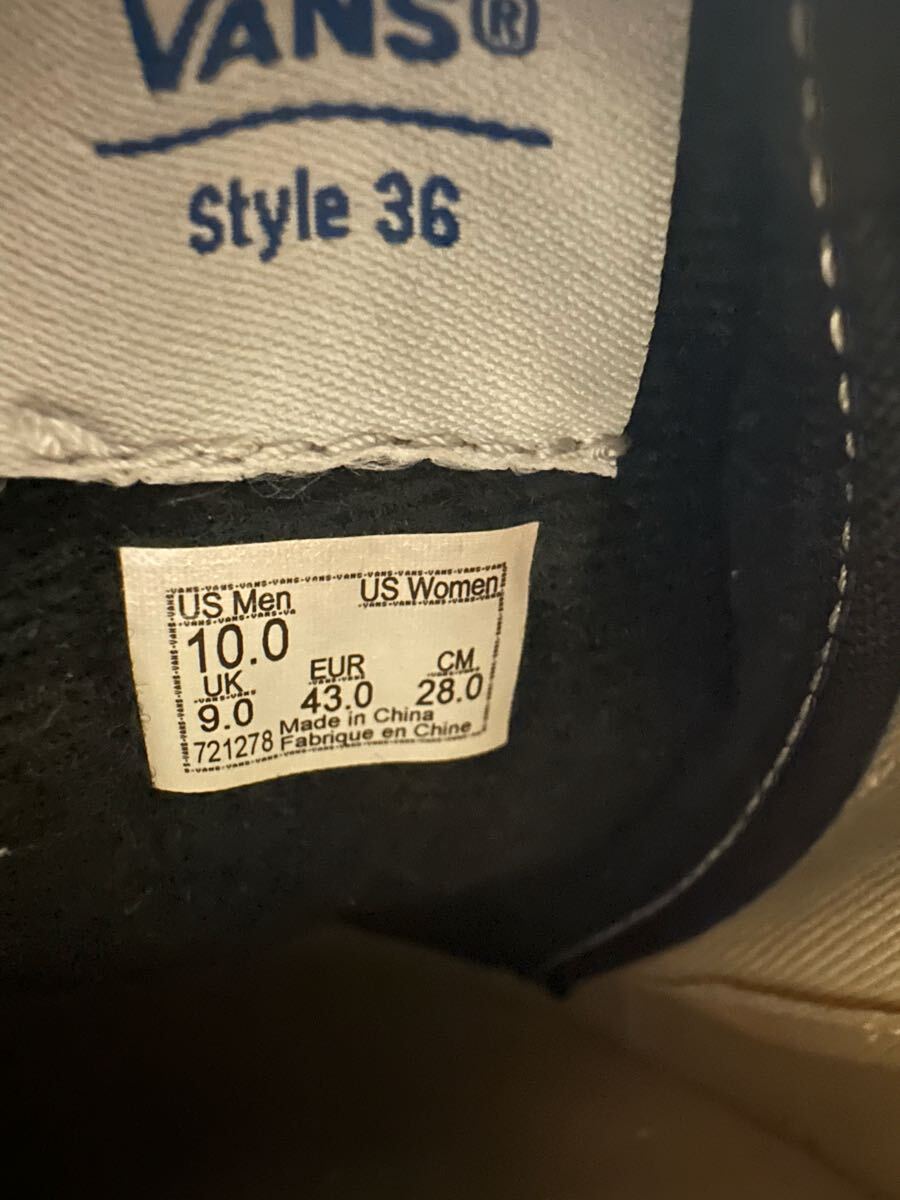 VANS®
Style 36
US Men US Women
10.0
UK EUR CM
9.0 43.0 28.0
Made in China
721278 Fabrique en Chine